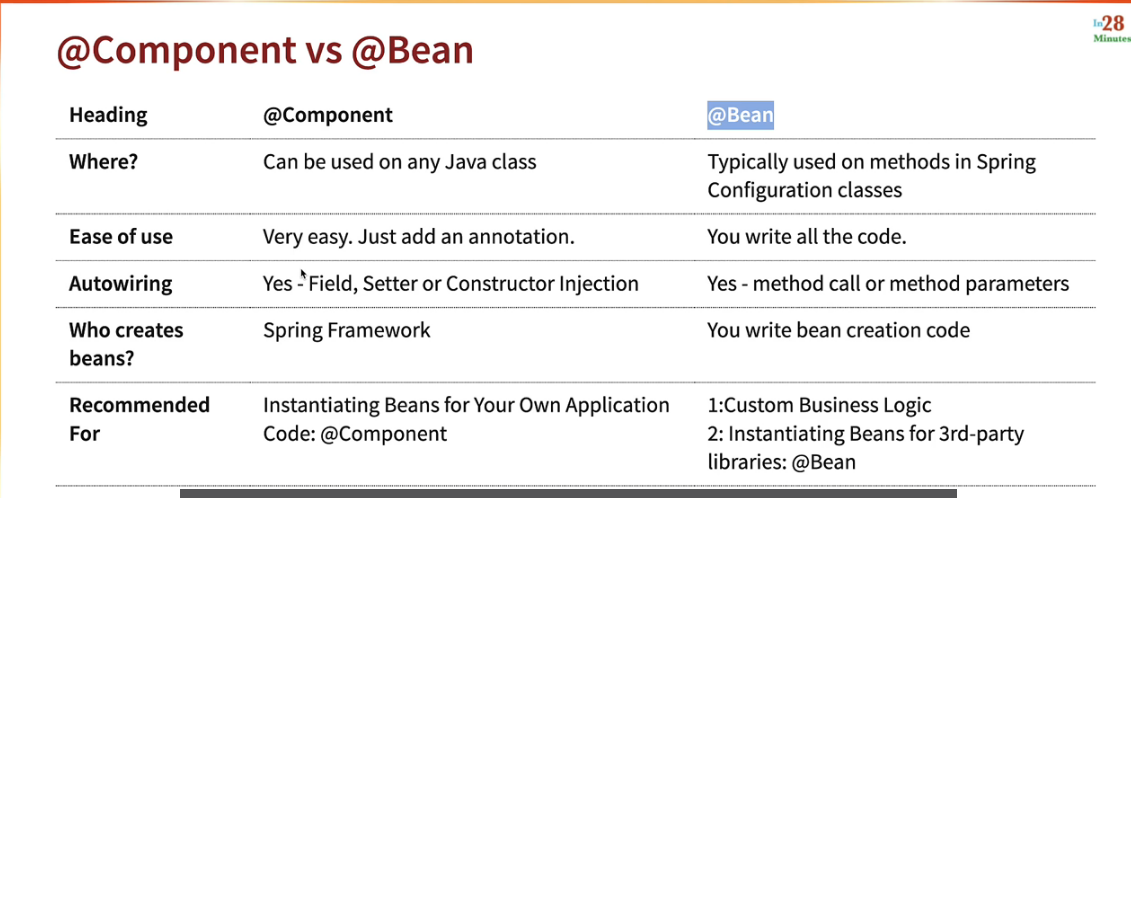 In28
Minutes
@Component vs @Bean
Heading @Component @Bean
Where? Can be used on any Java class Typically used on methods in Spring
Configuration classes
Ease of use Very easy. Just add an annotation. You write all the code.
Autowiring Yes - Field, Setter or Constructor Injection Yes - method call or method parameters
Who creates Spring Framework You write bean creation code
beans?
Recommended Instantiating Beans for Your Own Application 1:Custom Business Logic
For Code: @Component 2: Instantiating Beans for 3rd-party
libraries: @Bean